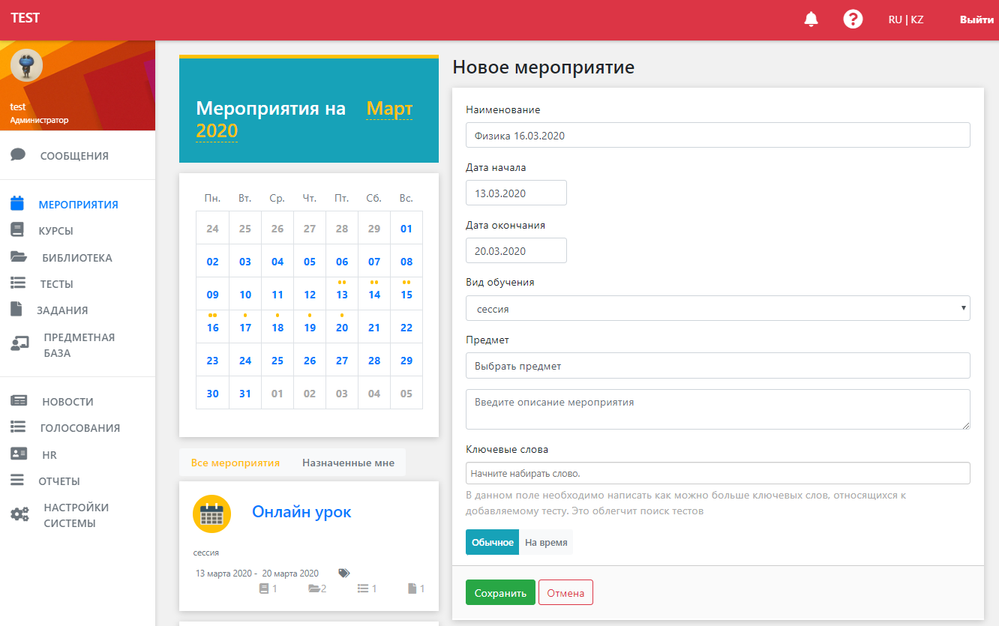 TEST
RU | KZ
Выйти
test
Администратор
СООБЩЕНИЯ
МЕРОПРИЯТИЯ
КУРСЫ
БИБЛИОТЕКА
ТЕСТЫ
ЗАДАНИЯ
ПРЕДМЕТНАЯ
БАЗА
НОВОСТИ
ГОЛОСОВАНИЯ
HR
ОТЧЕТЫ
НАСТРОЙКИ
СИСТЕМЫ
Мероприятия на Март
2020
Пн. Вт. Ср. Чт. Пт. Сб. Вс.
24 25 26 27 28 29 01
02 03 04 05 06 07 08
09 10 11 12 13 14 15
16 17 18 19 20 21 22
23 24 25 26 27 28 29
30 31 01 02 03 04 05
Все мероприятия Назначенные мне
Онлайн урок
сессия
13 марта 2020 - 20 марта 2020
1 2 1 1
Новое мероприятие
Наименование
Физика 16.03.2020
Дата начала
13.03.2020
Дата окончания
20.03.2020
Вид обучения
сессия
Предмет
Выбрать предмет
Введите описание мероприятия
Ключевые слова
Начните набирать слово.
В данном поле необходимо написать как можно больше ключевых слов, относящихся к
добавляемому тесту. Это облегчит поиск тестов
Обычное На время
Сохранить Отмена